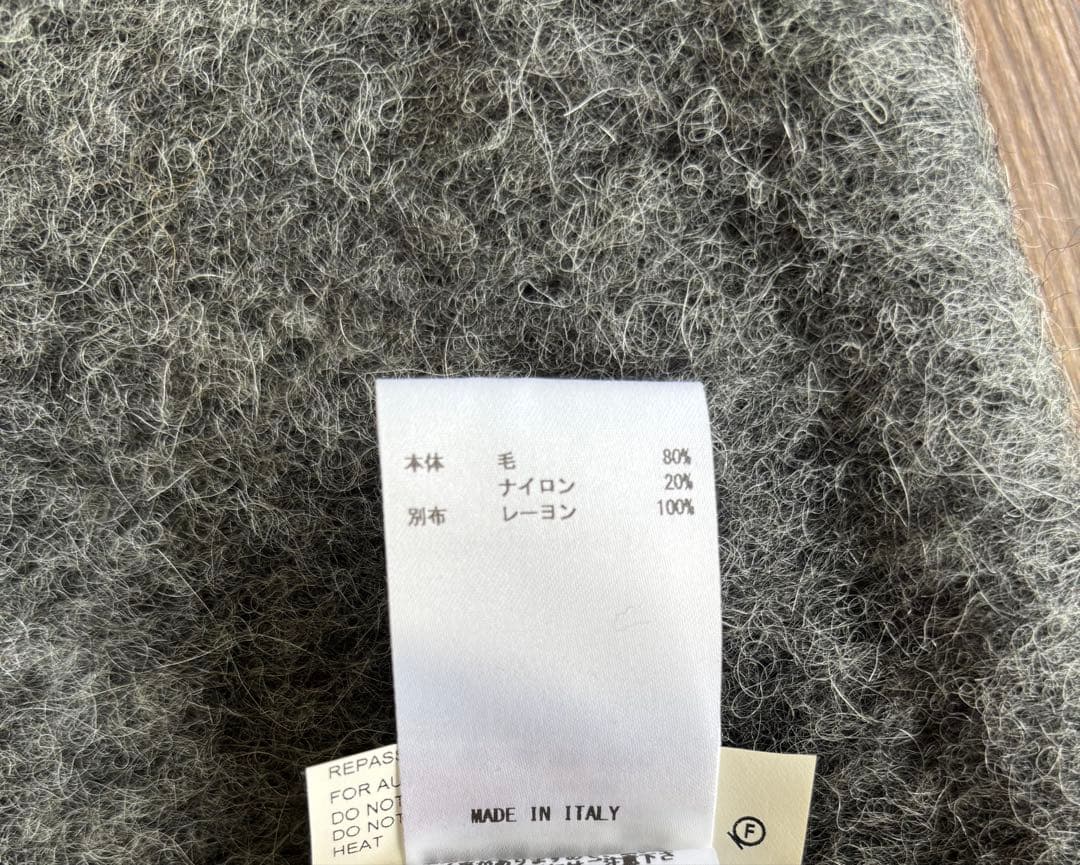 本体 毛 80%
ナイロン 20%
別布 レーヨン 100%
MADE IN ITALY
REPASS
FOR AU
DO NOT
DO NOT
HEAT
F